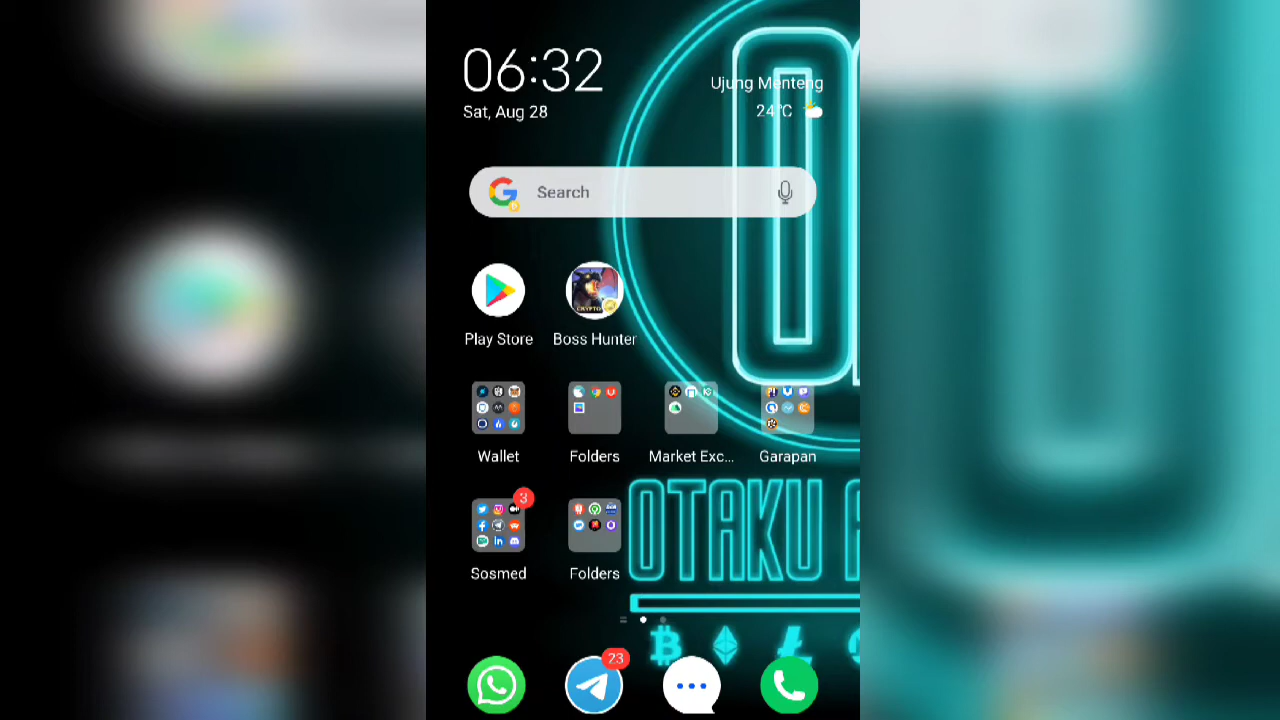 06:32
Sat, Aug 28
Ujung Menteng
24°C
Search
Play Store
Boss Hunter
Wallet
Folders
Market Exc...
Garapan
3
Sosmed
Folders
OTAKU A
23